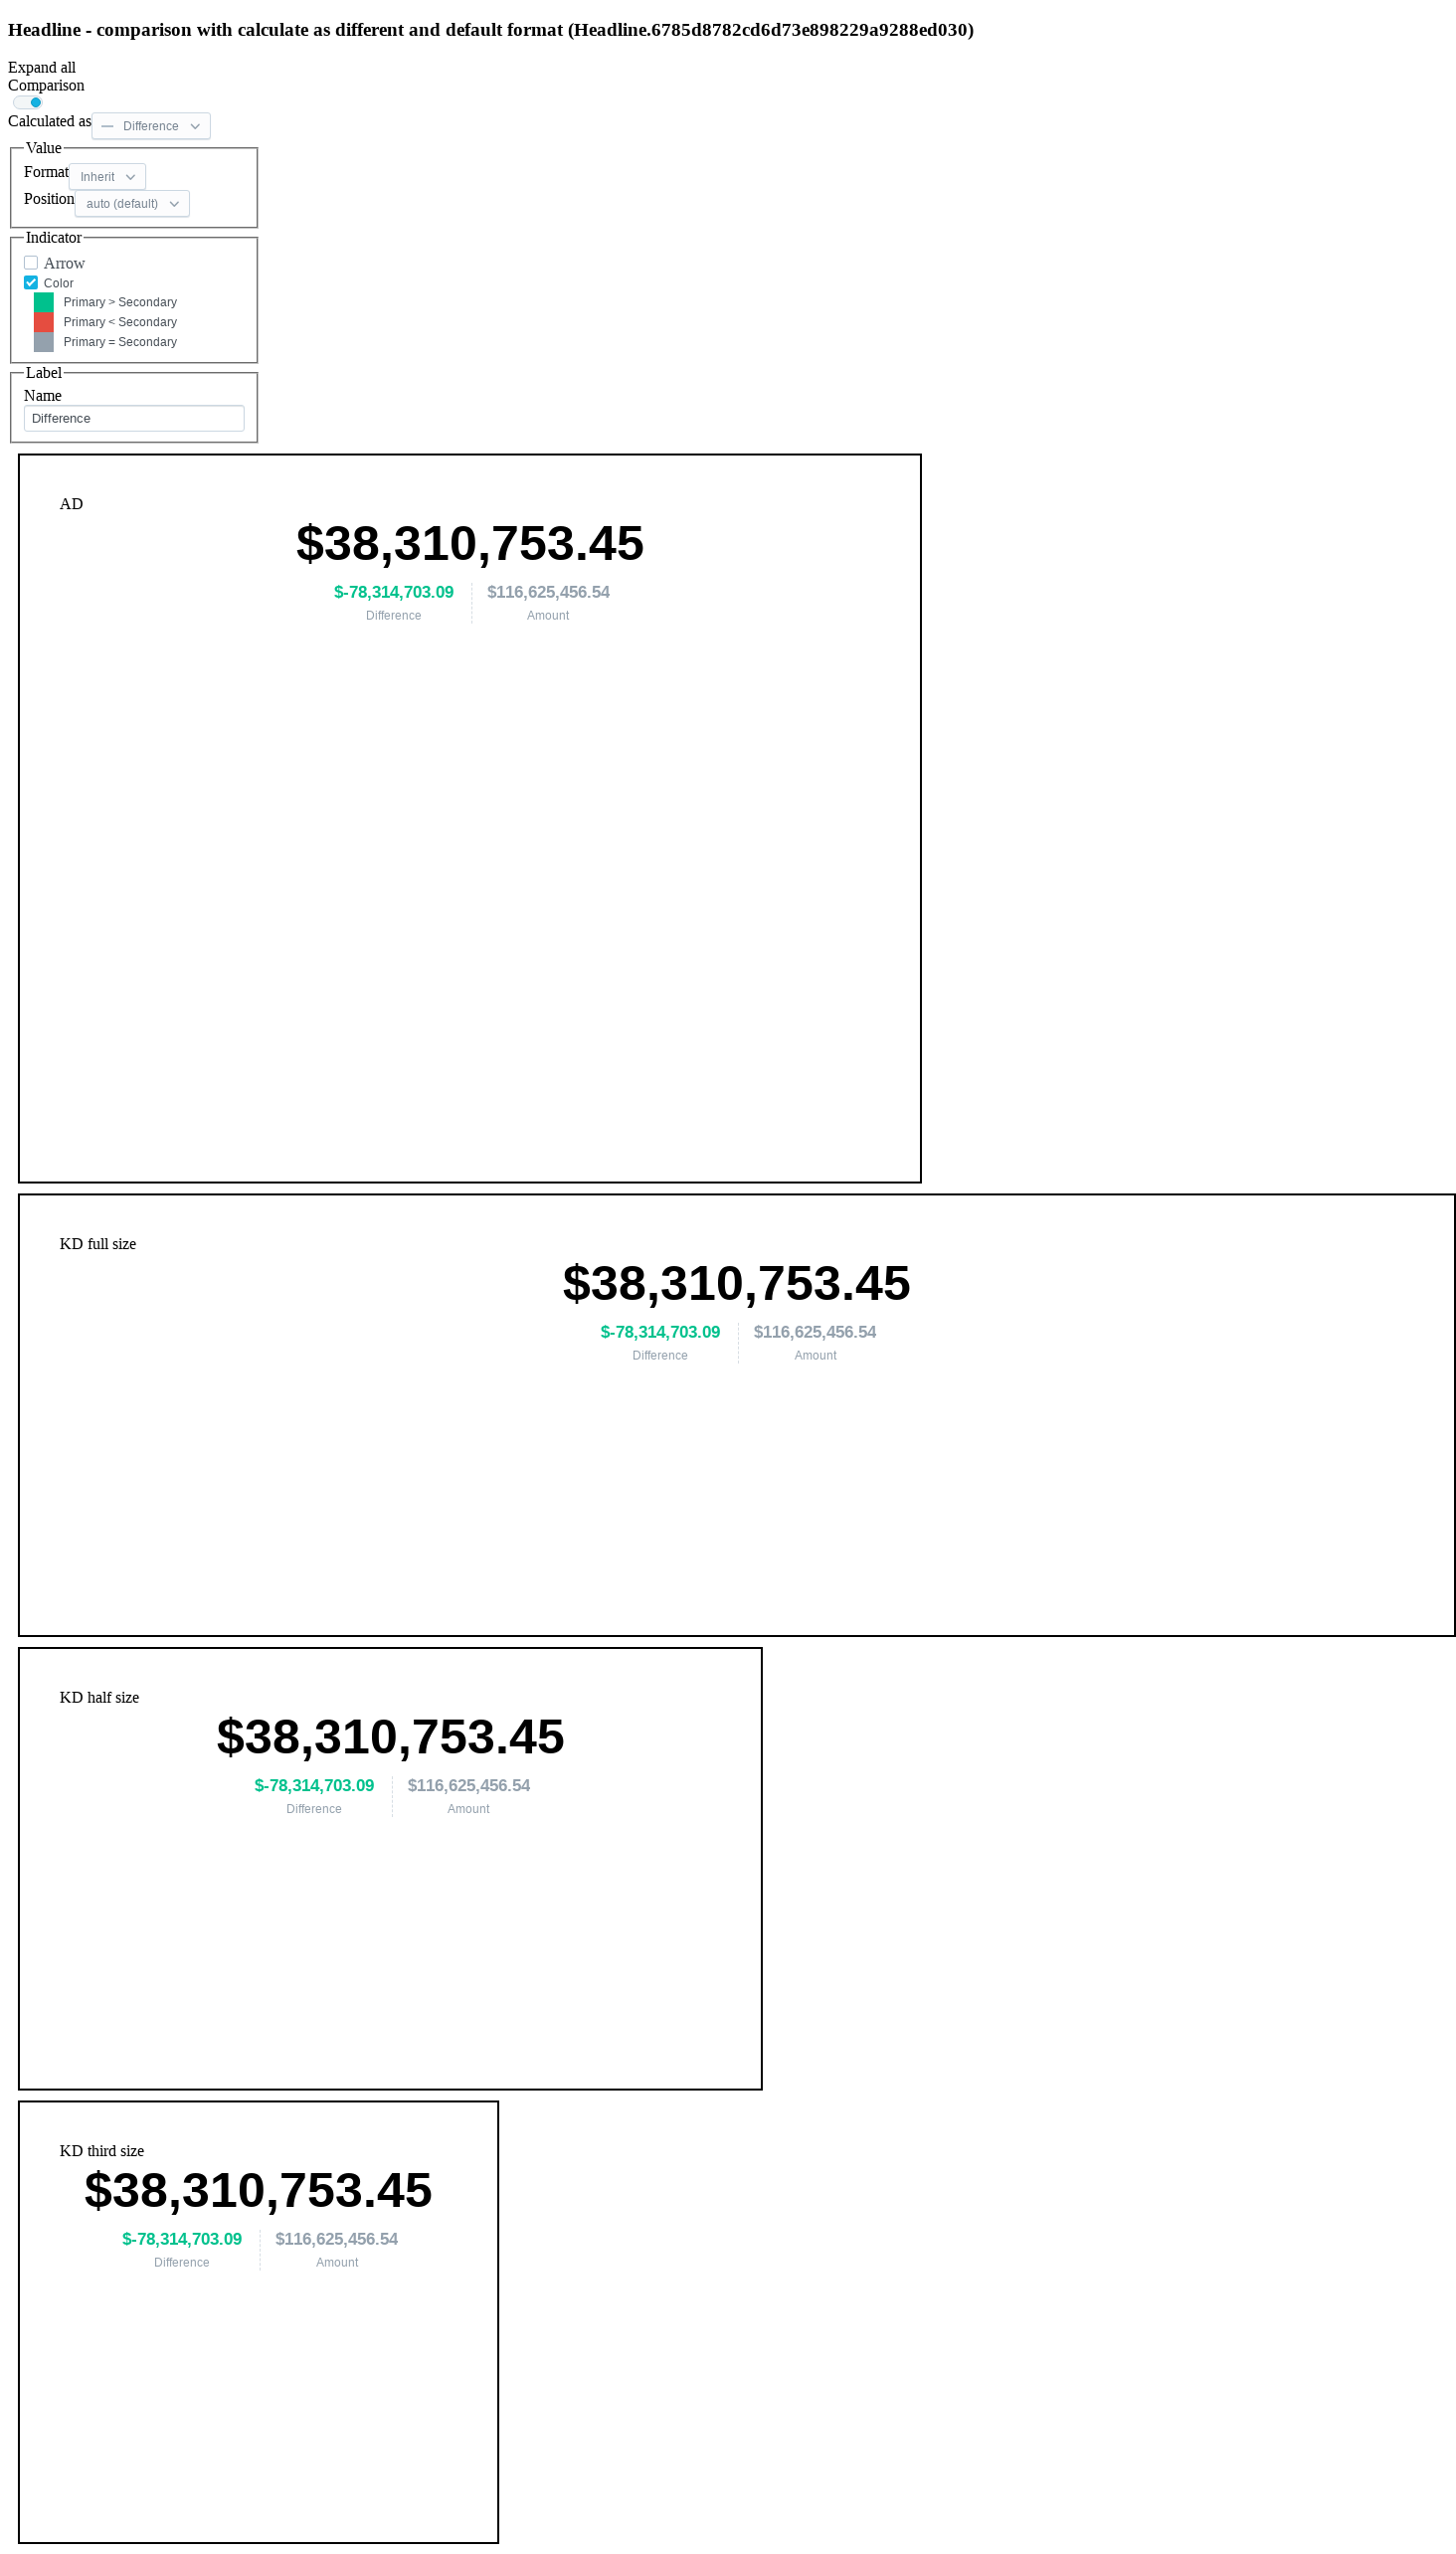 Headline - comparison with calculate as different and default format (Headline.6785d8782cd6d73e898229a9288ed030)
Expand all
Comparison
Calculated as Difference
Value
Format Inherit
Position auto (default)
Indicator
Arrow
Color
Primary > Secondary
Primary < Secondary
Primary = Secondary
Label
Name
Difference
AD
$38,310,753.45
$-78,314,703.09 $116,625,456.54
Difference Amount
KD full size
$38,310,753.45
$-78,314,703.09 $116,625,456.54
Difference Amount
KD half size
$38,310,753.45
$-78,314,703.09 $116,625,456.54
Difference Amount
KD third size
$38,310,753.45
$-78,314,703.09 $116,625,456.54
Difference Amount